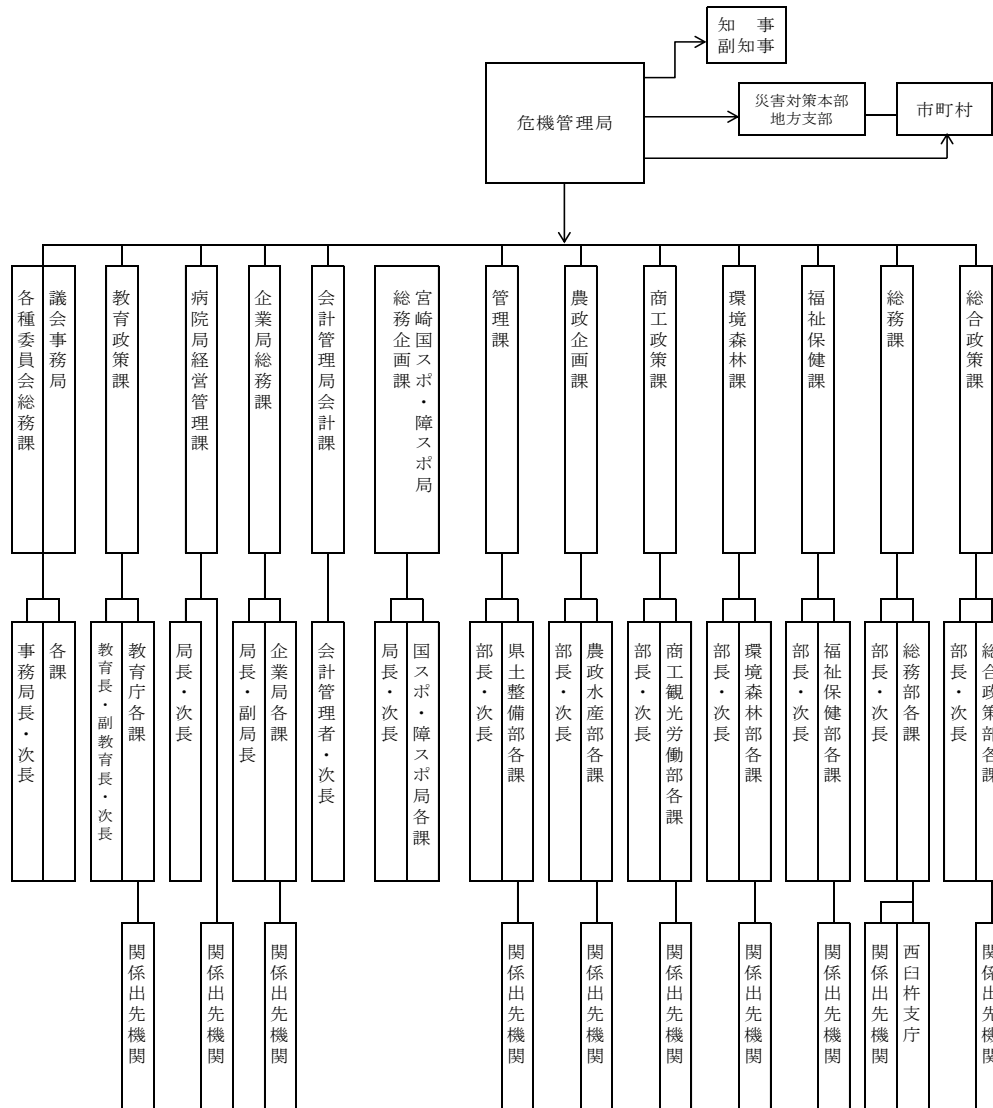 知　事
副知事
危機管理局
災害対策本部
地方支部
市町村
議会事務局
各種委員会総務課
教育政策課
病院局経営管理課
企業局総務課
会計管理局会計課
宮崎国スポ・障スポ局
総務企画課
管理課
農政企画課
商工政策課
環境森林課
福祉保健課
総務課
総合政策課
各課
事務局長・次長
教育庁各課
教育長・副教育長・次長
局長・次長
企業局各課
局長・副局長
会計管理者・次長
国スポ・障スポ局各課
局長・次長
県土整備部各課
部長・次長
農政水産部各課
部長・次長
商工観光労働部各課
部長・次長
環境森林部各課
部長・次長
福祉保健部各課
部長・次長
総務部各課
部長・次長
総合政策部各課
部長・次長
関係出先機関
関係出先機関
関係出先機関
関係出先機関
関係出先機関
関係出先機関
関係出先機関
関係出先機関
西臼杵支庁
関係出先機関
関係出先機関